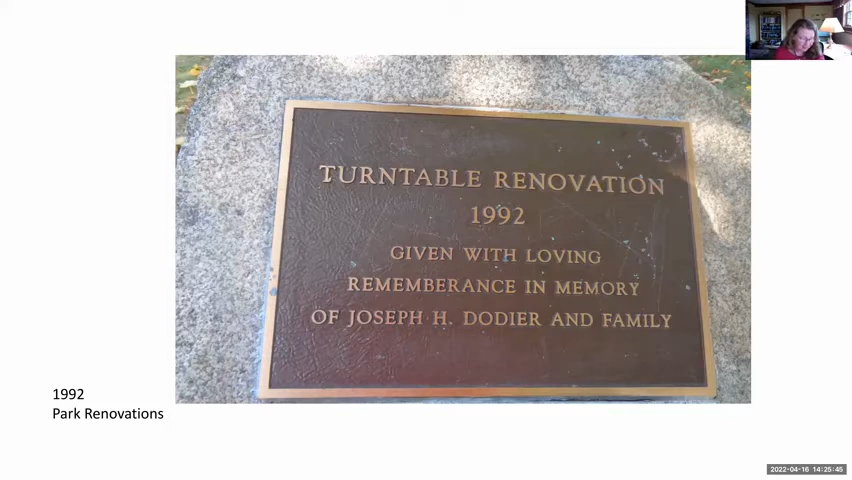 TURNTABLE RENOVATION
1992
GIVEN WITH LOVING
REMEMBERANCE IN MEMORY
OF JOSEPH H. DODIER AND FAMILY
1992
Park Renovations
2022-04-16 14:25:45